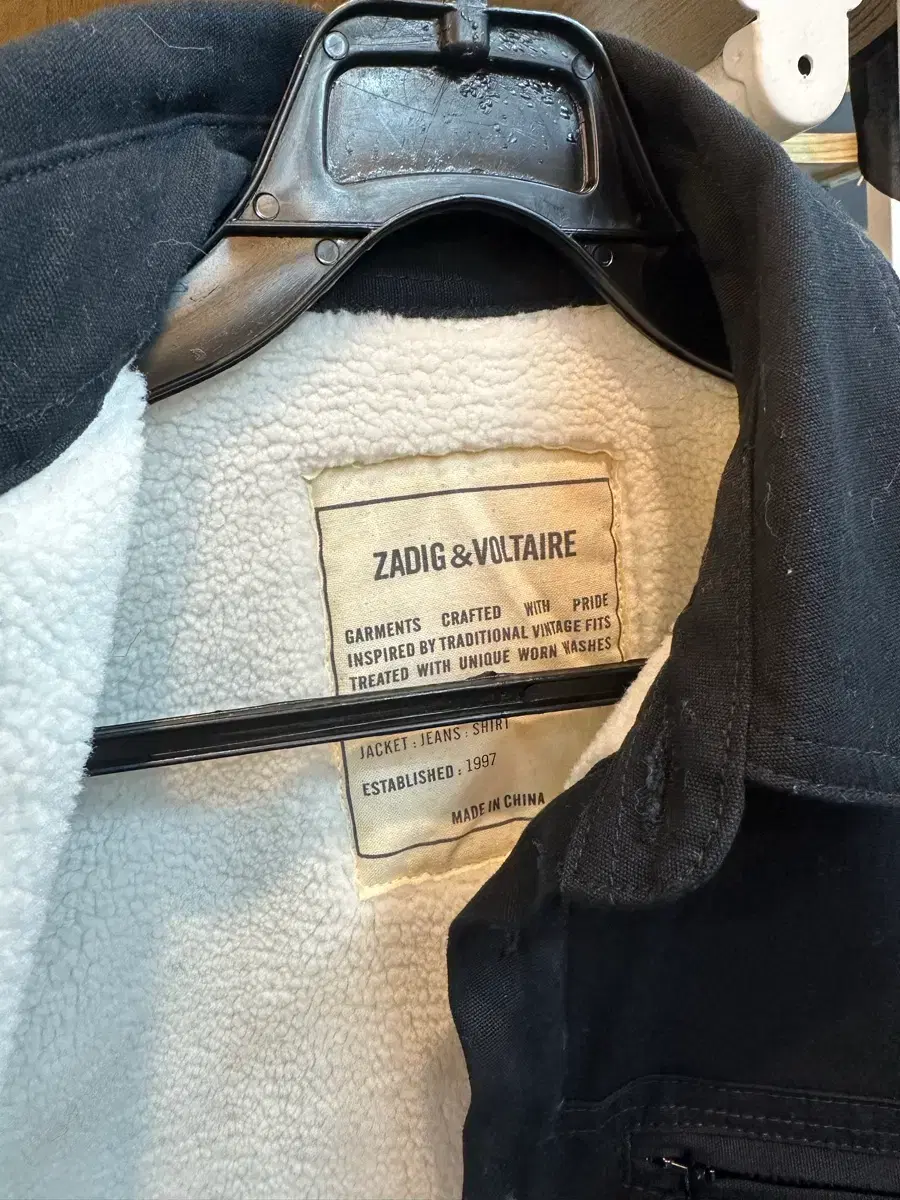 ZADIG & VOLTAIRE
GARMENTS CRAFTED WITH PRIDE
INSPIRED BY TRADITIONAL VINTAGE FITS
TREATED WITH UNIQUE WORN WASHES
JACKET : JEANS : SHIRT
ESTABLISHED : 1997
MADE IN CHINA